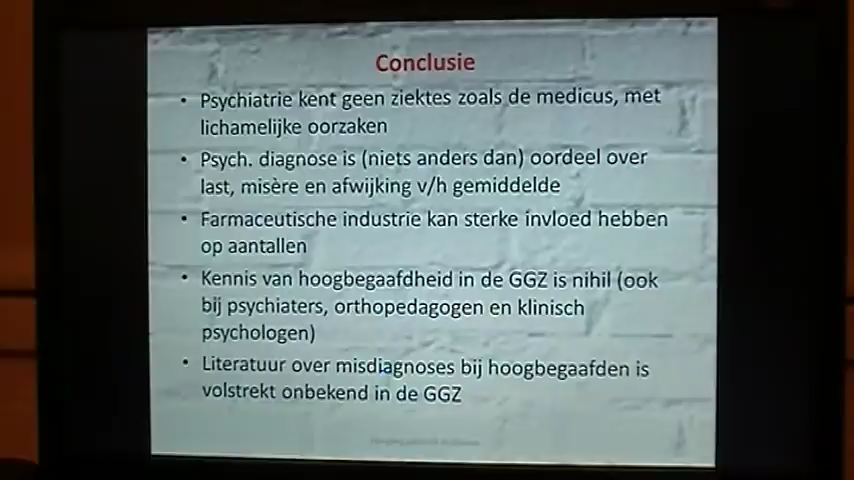 Conclusie
• Psychiatrie kent geen ziektes zoals de medicus, met
lichamelijke oorzaken
• Psych. diagnose is (niets anders dan) oordeel over
last, misère en afwijking v/h gemiddelde
• Farmaceutische industrie kan sterke invloed hebben
op aantallen
• Kennis van hoogbegaafdheid in de GGZ is nihil (ook
bij psychiaters, orthopedagogen en klinisch
psychologen)
• Literatuur over misdiagnoses bij hoogbegaafden is
volstrekt onbekend in de GGZ